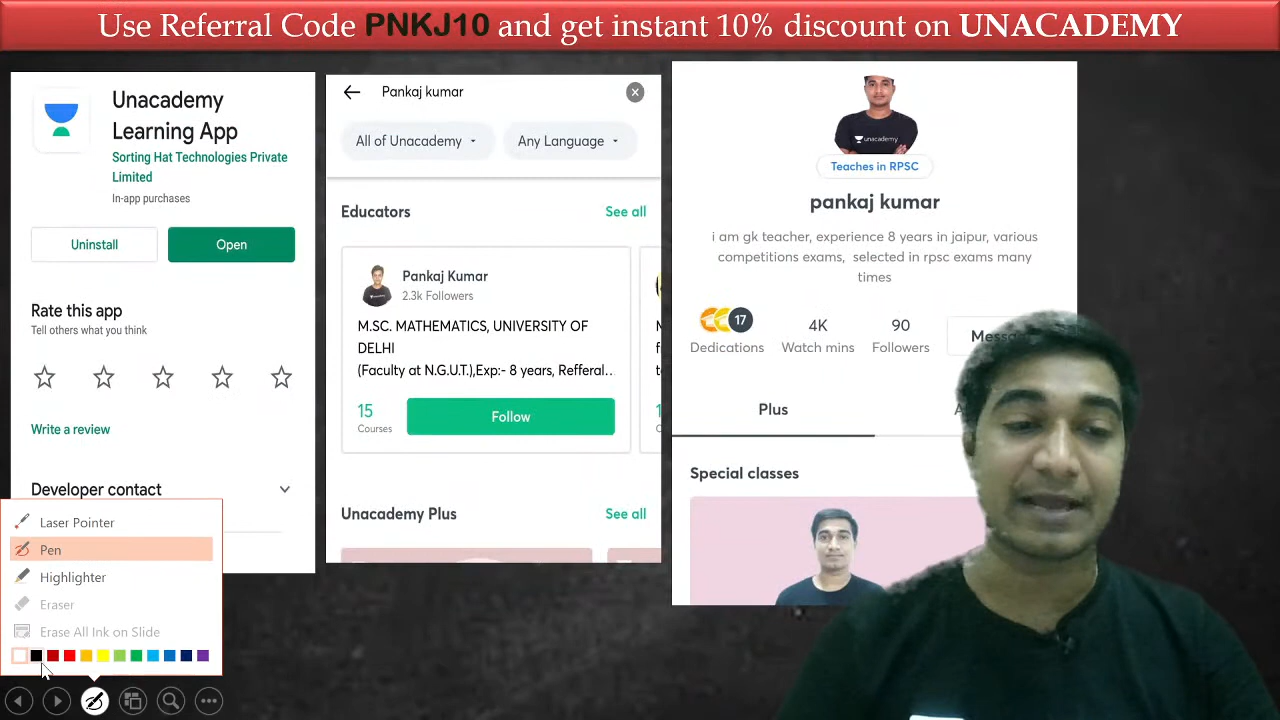 Use Referral Code PNKJ10 and get instant 10% discount on UNACADEMY
Unacademy
Learning App
Sorting Hat Technologies Private
Limited
In-app purchases
Uninstall
Open
Rate this app
Tell others what you think
Write a review
Developer contact
Laser Pointer
Pen
Highlighter
Eraser
Erase All Ink on Slide
Pankaj kumar
All of Unacademy
Any Language
Educators
See all
Pankaj Kumar
2.3k Followers
M.SC. MATHEMATICS, UNIVERSITY OF
DELHI
(Faculty at N.G.U.T.),Exp:- 8 years, Refferal..
15
Courses
Follow
Unacademy Plus
See all
unacademy
Teaches in RPSC
pankaj kumar
i am gk teacher, experience 8 years in jaipur, various
competitions exams, selected in rpsc exams many
times
17
Dedications
4K
Watch mins
90
Followers
Plus
Special classes